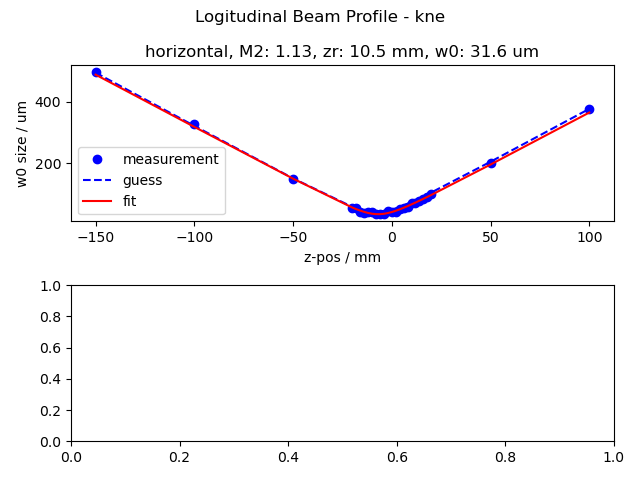 Logitudinal Beam Profile - kne
horizontal, M2: 1.13, zr: 10.5 mm, w0: 31.6 um
w0 size / um
400
200
measurement
guess
fit
−150 −100 −50 0 50 100
z-pos / mm
1.0
0.8
0.6
0.4
0.2
0.0
0.0 0.2 0.4 0.6 0.8 1.0